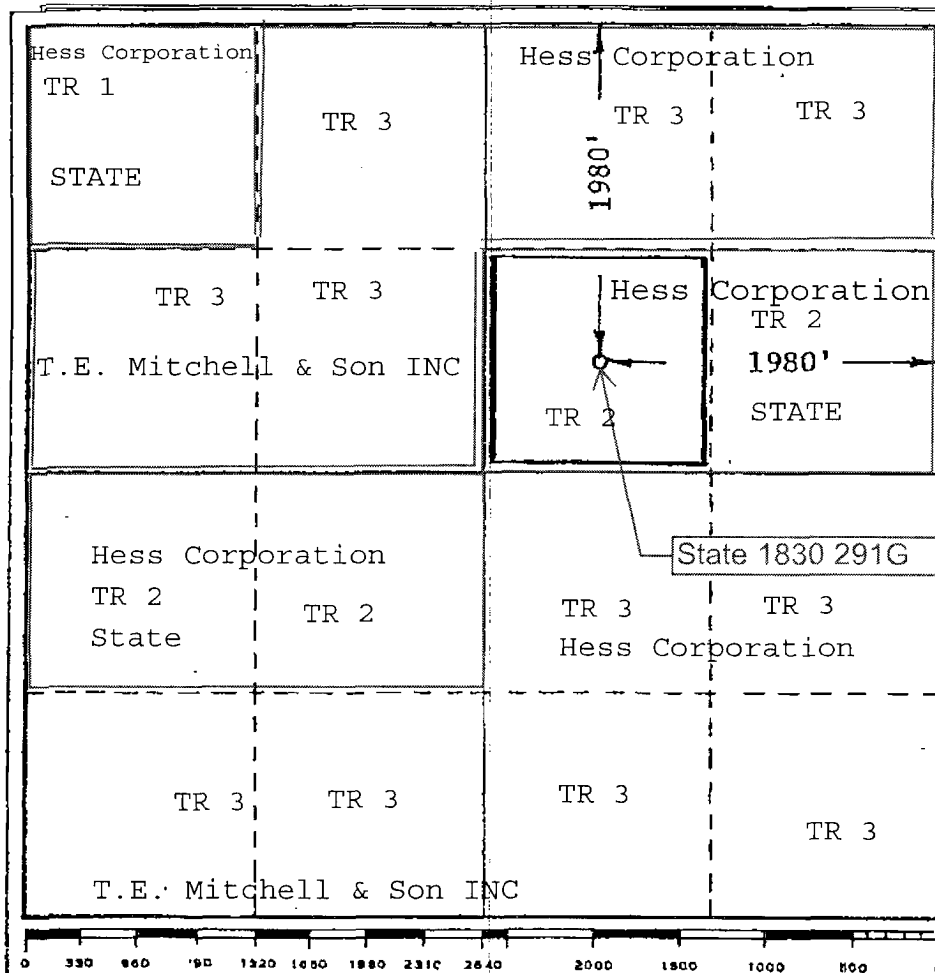 Hess Corporation
TR 1
STATE
TR 3
Hess Corporation
TR 3
TR 3
1980'
TR 3
TR 3
T.E. Mitchell & Son INC
Hess Corporation
TR 2
1980'
STATE
TR 2
State 1830 291G
Hess Corporation
TR 2
State
TR 2
TR 3
TR 3
Hess Corporation
TR 3
TR 3
TR 3
TR 3
T.E. Mitchell & Son INC
0 330 1320 2310 2640 2000 1500 1000 500